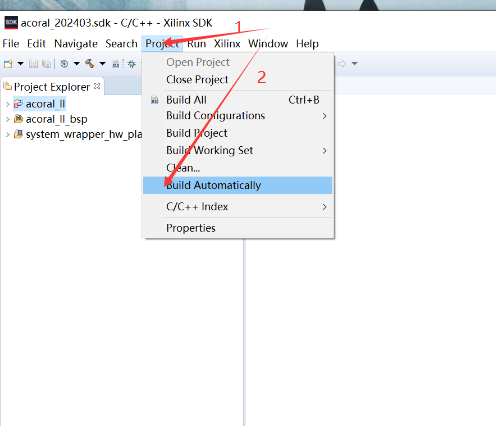 SDK acoral_202403.sdk - C/C++ - Xilinx SDK
File Edit Navigate Search Project Run Xilinx Window Help
1
Project Explorer
acoral_ll
acoral_ll_bsp
system_wrapper_hw_pla
Open Project
Close Project
2
Build All Ctrl+B
Build Configurations
Build Project
Build Working Set
Clean...
Build Automatically
C/C++ Index
Properties